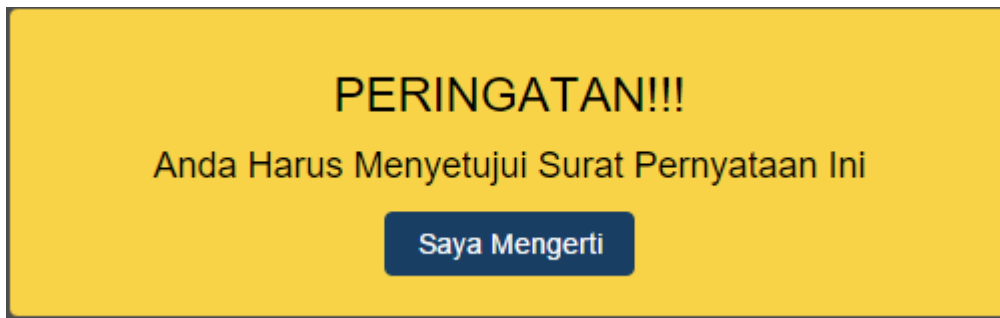 PERINGATAN!!!
Anda Harus Menyetujui Surat Pernyataan Ini
Saya Mengerti